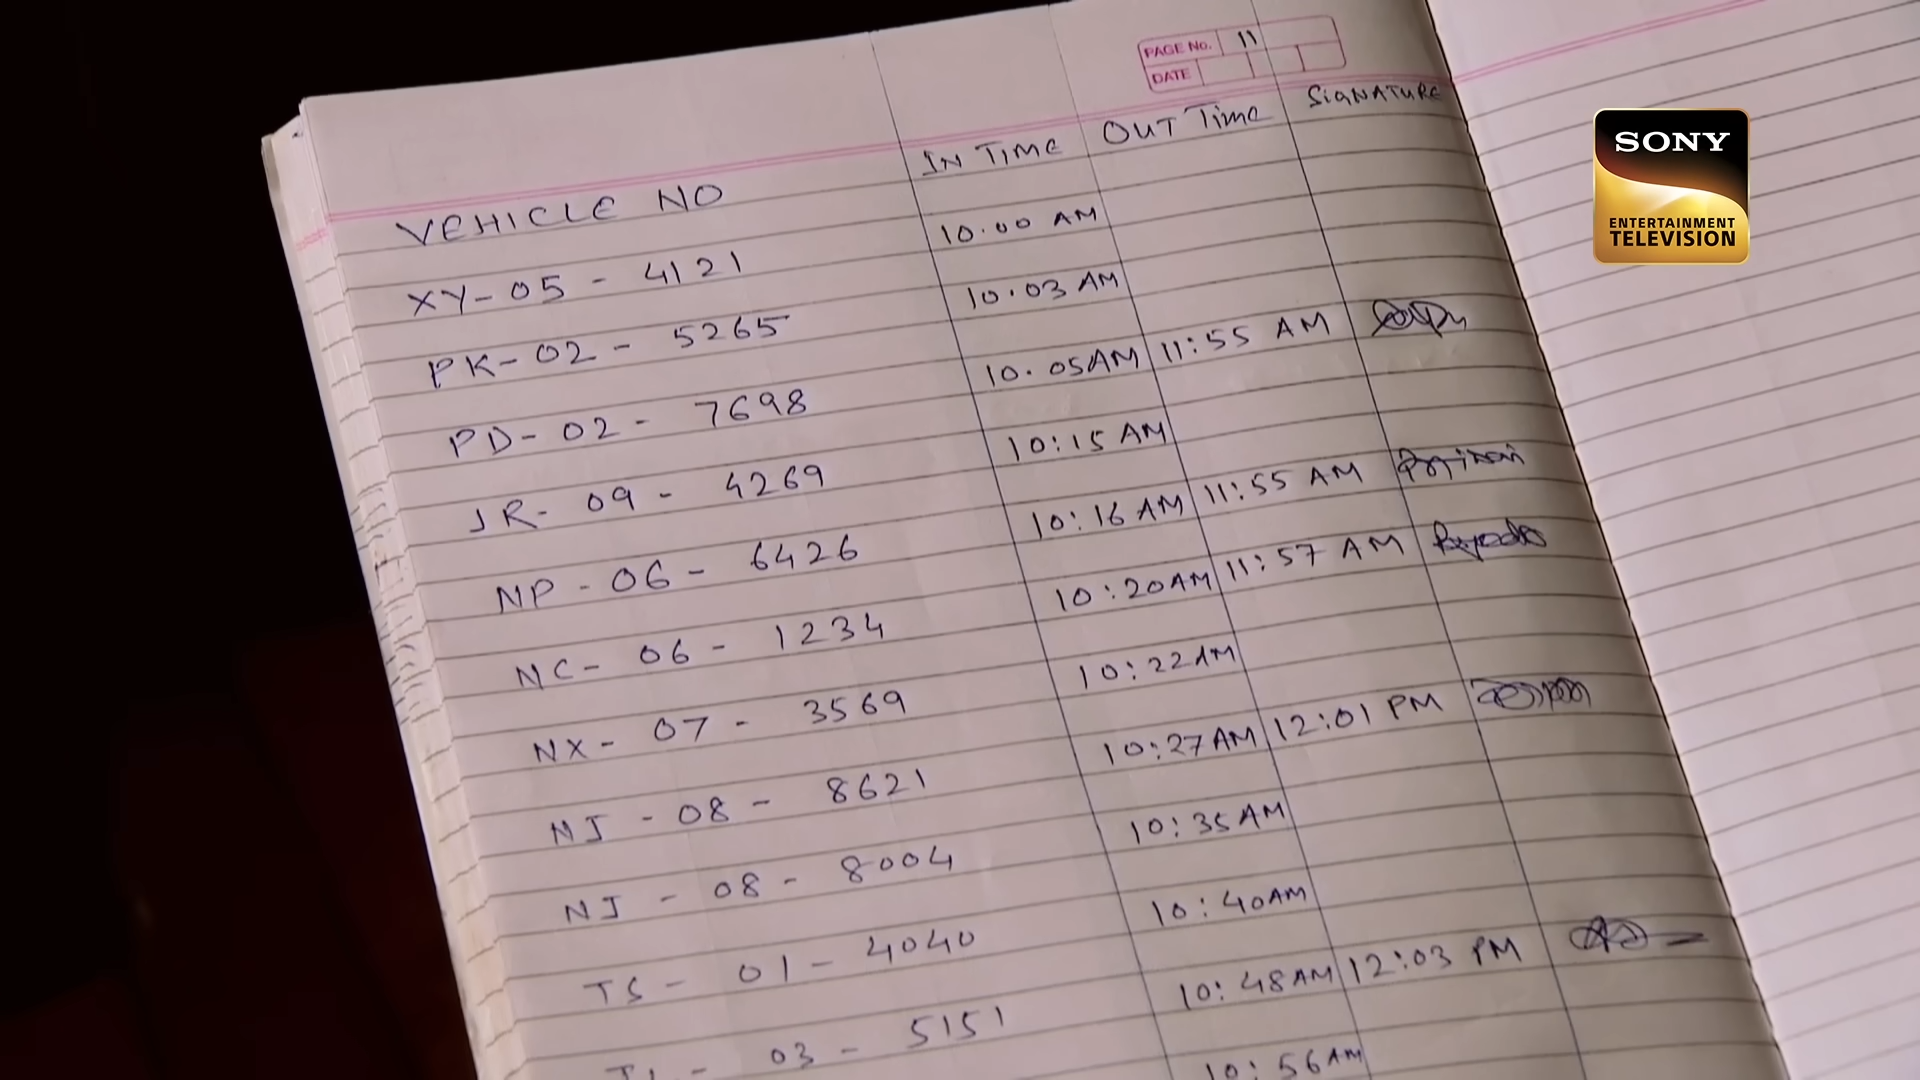 PAGE No. 11
DATE
VEHICLE NO IN TIME OUT TIME SIGNATURE
XY-05-4121 10.00 AM
PK-02-5265 10.03 AM
PD-02-7698 10.05AM 11:55 AM
JR-09-4269 10:15 AM
NP-06-6426 10:16 AM 11:55 AM
NC-06-1234 10:20AM 11:57 AM
NX-07-3569 10:22AM
NJ-08-8621 10:27AM 12:01 PM
NJ-08-8004 10:35AM
TS-01-4040 10:40AM
03-5151 10:48AM 12:03 PM
10:56AM
SONY
ENTERTAINMENT
TELEVISION